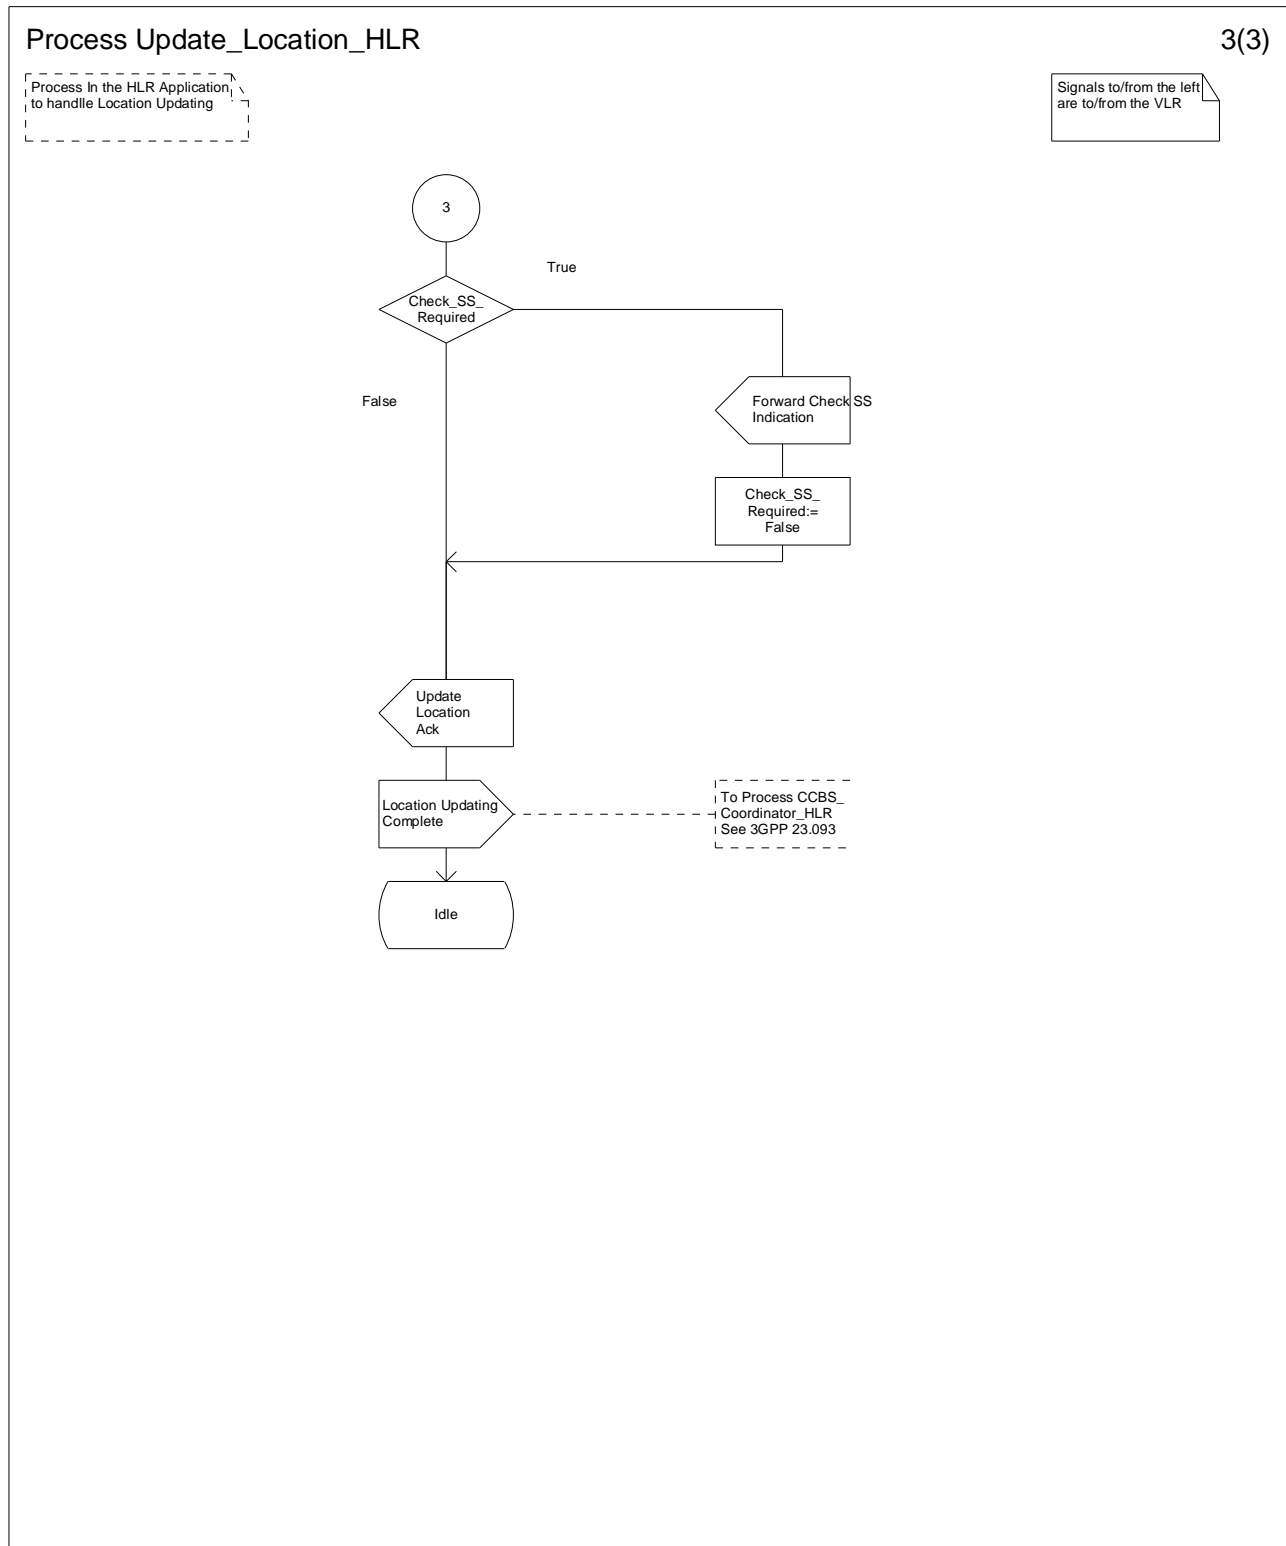 Process Update_Location_HLR
3(3)
Process In the HLR Application
to handlle Location Updating
Signals to/from the left
are to/from the VLR
3
True
Check_SS_
Required
False
Forward Check SS
Indication
Check_SS_
Required:=
False
Update
Location
Ack
Location Updating
Complete
To Process CCBS_
Coordinator_HLR
See 3GPP 23.093
Idle